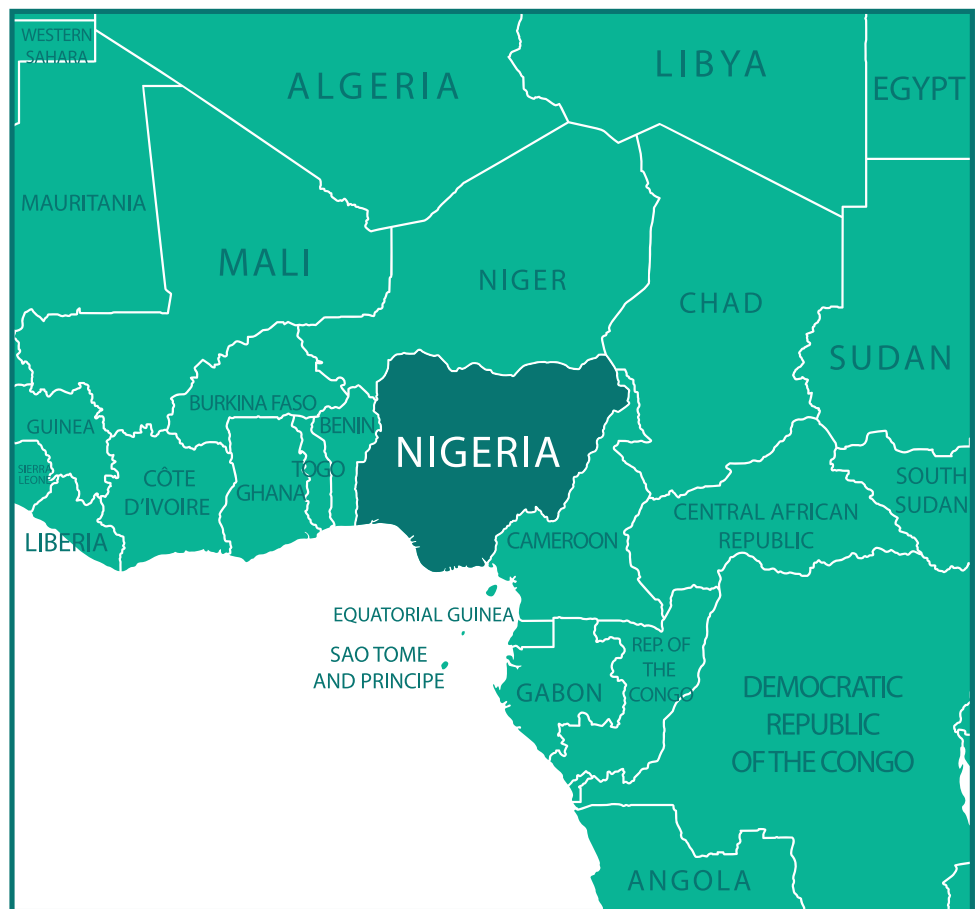 WESTERN
SAHARA
ALGERIA
LIBYA
EGYPT
MAURITANIA
MALI
NIGER
CHAD
SUDAN
BURKINA FASO
BENIN
NIGERIA
GUINEA
SIERRA
LEONE
CÔTE
D'IVOIRE
GHANA
TOGO
SOUTH
SUDAN
CENTRAL AFRICAN
REPUBLIC
LIBERIA
CAMEROON
EQUATORIAL GUINEA
SAO TOME
AND PRINCIPE
GABON
REP. OF
THE
CONGO
DEMOCRATIC
REPUBLIC
OF THE CONGO
ANGOLA